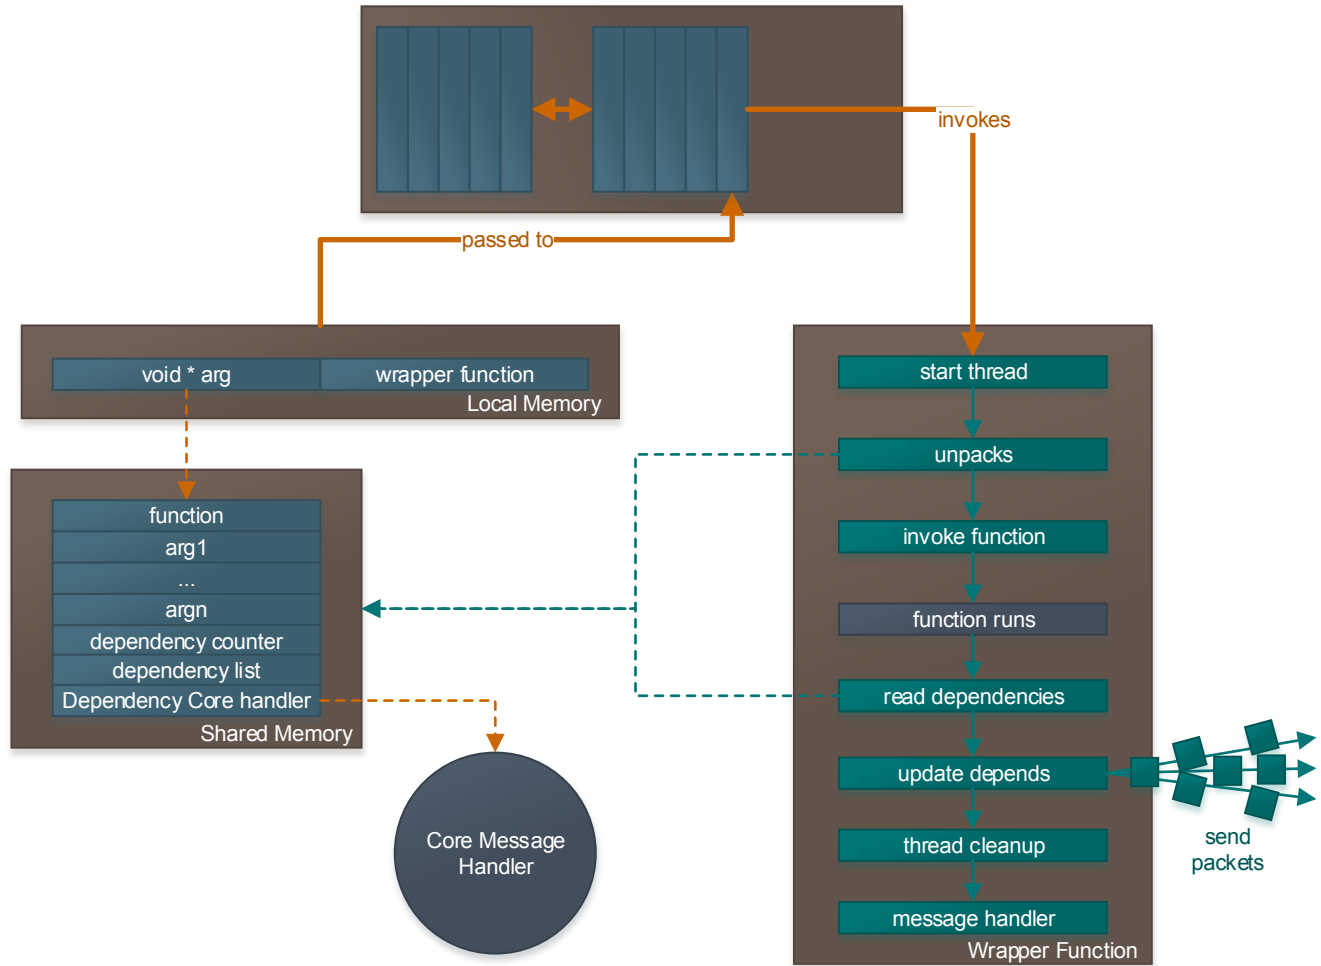 invokes
passed to
void * arg
wrapper function
Local Memory
function
arg1
...
argn
dependency counter
dependency list
Dependency Core handler
Shared Memory
Core Message
Handler
start thread
unpacks
invoke function
function runs
read dependencies
update depends
thread cleanup
message handler
Wrapper Function
send
packets